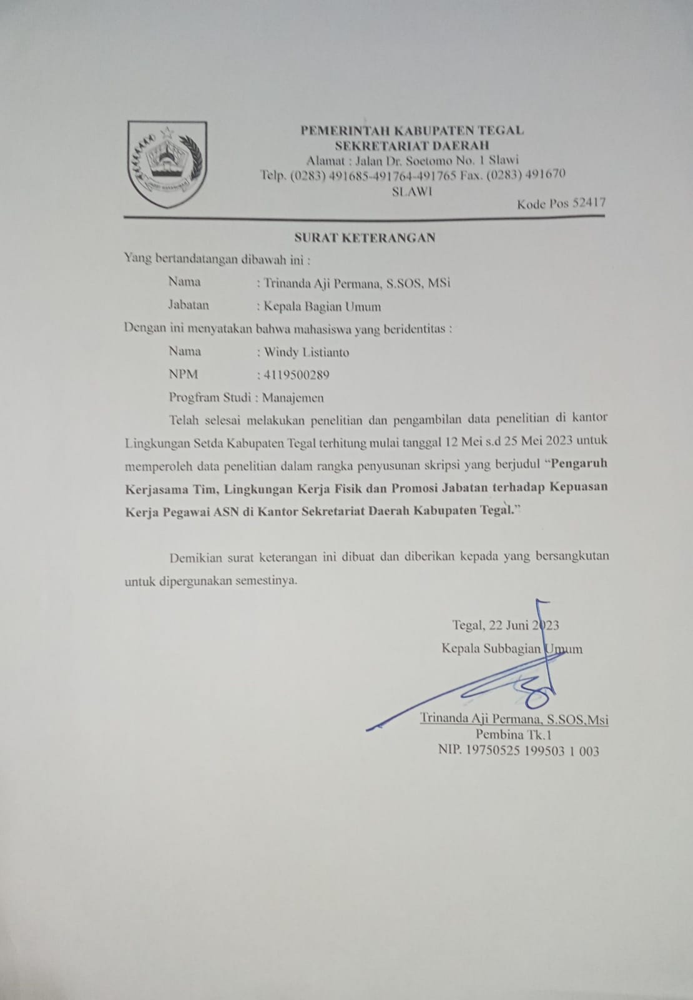 PEMERINTAH KABUPATEN TEGAL
SEKRETARIAT DAERAH
Alamat : Jalan Dr. Soetomo No. 1 Slawi
Telp. (0283) 491685-491764-491765 Fax. (0283) 491670
SLAWI
Kode Pos 52417
SURAT KETERANGAN
Yang bertandatangan dibawah ini :
Nama : Trinanda Aji Permana, S.SOS, MSi
Jabatan : Kepala Bagian Umum
Dengan ini menyatakan bahwa mahasiswa yang beridentitas :
Nama : Windy Listianto
NPM : 4119500289
Progfram Studi : Manajemen
Telah selesai melakukan penelitian dan pengambilan data penelitian di kantor
Lingkungan Setda Kabupaten Tegal terhitung mulai tanggal 12 Mei s.d 25 Mei 2023 untuk
memperoleh data penelitian dalam rangka penyusunan skripsi yang berjudul “Pengaruh
Kerjasama Tim, Lingkungan Kerja Fisik dan Promosi Jabatan terhadap Kepuasan
Kerja Pegawai ASN di Kantor Sekretariat Daerah Kabupaten Tegal.”
Demikian surat keterangan ini dibuat dan diberikan kepada yang bersangkutan
untuk dipergunakan semestinya.
Tegal, 22 Juni 2023
Kepala Subbagian Umum
Trinanda Aji Permana, S.SOS,Msi
Pembina Tk.1
NIP. 19750525 199503 1 003